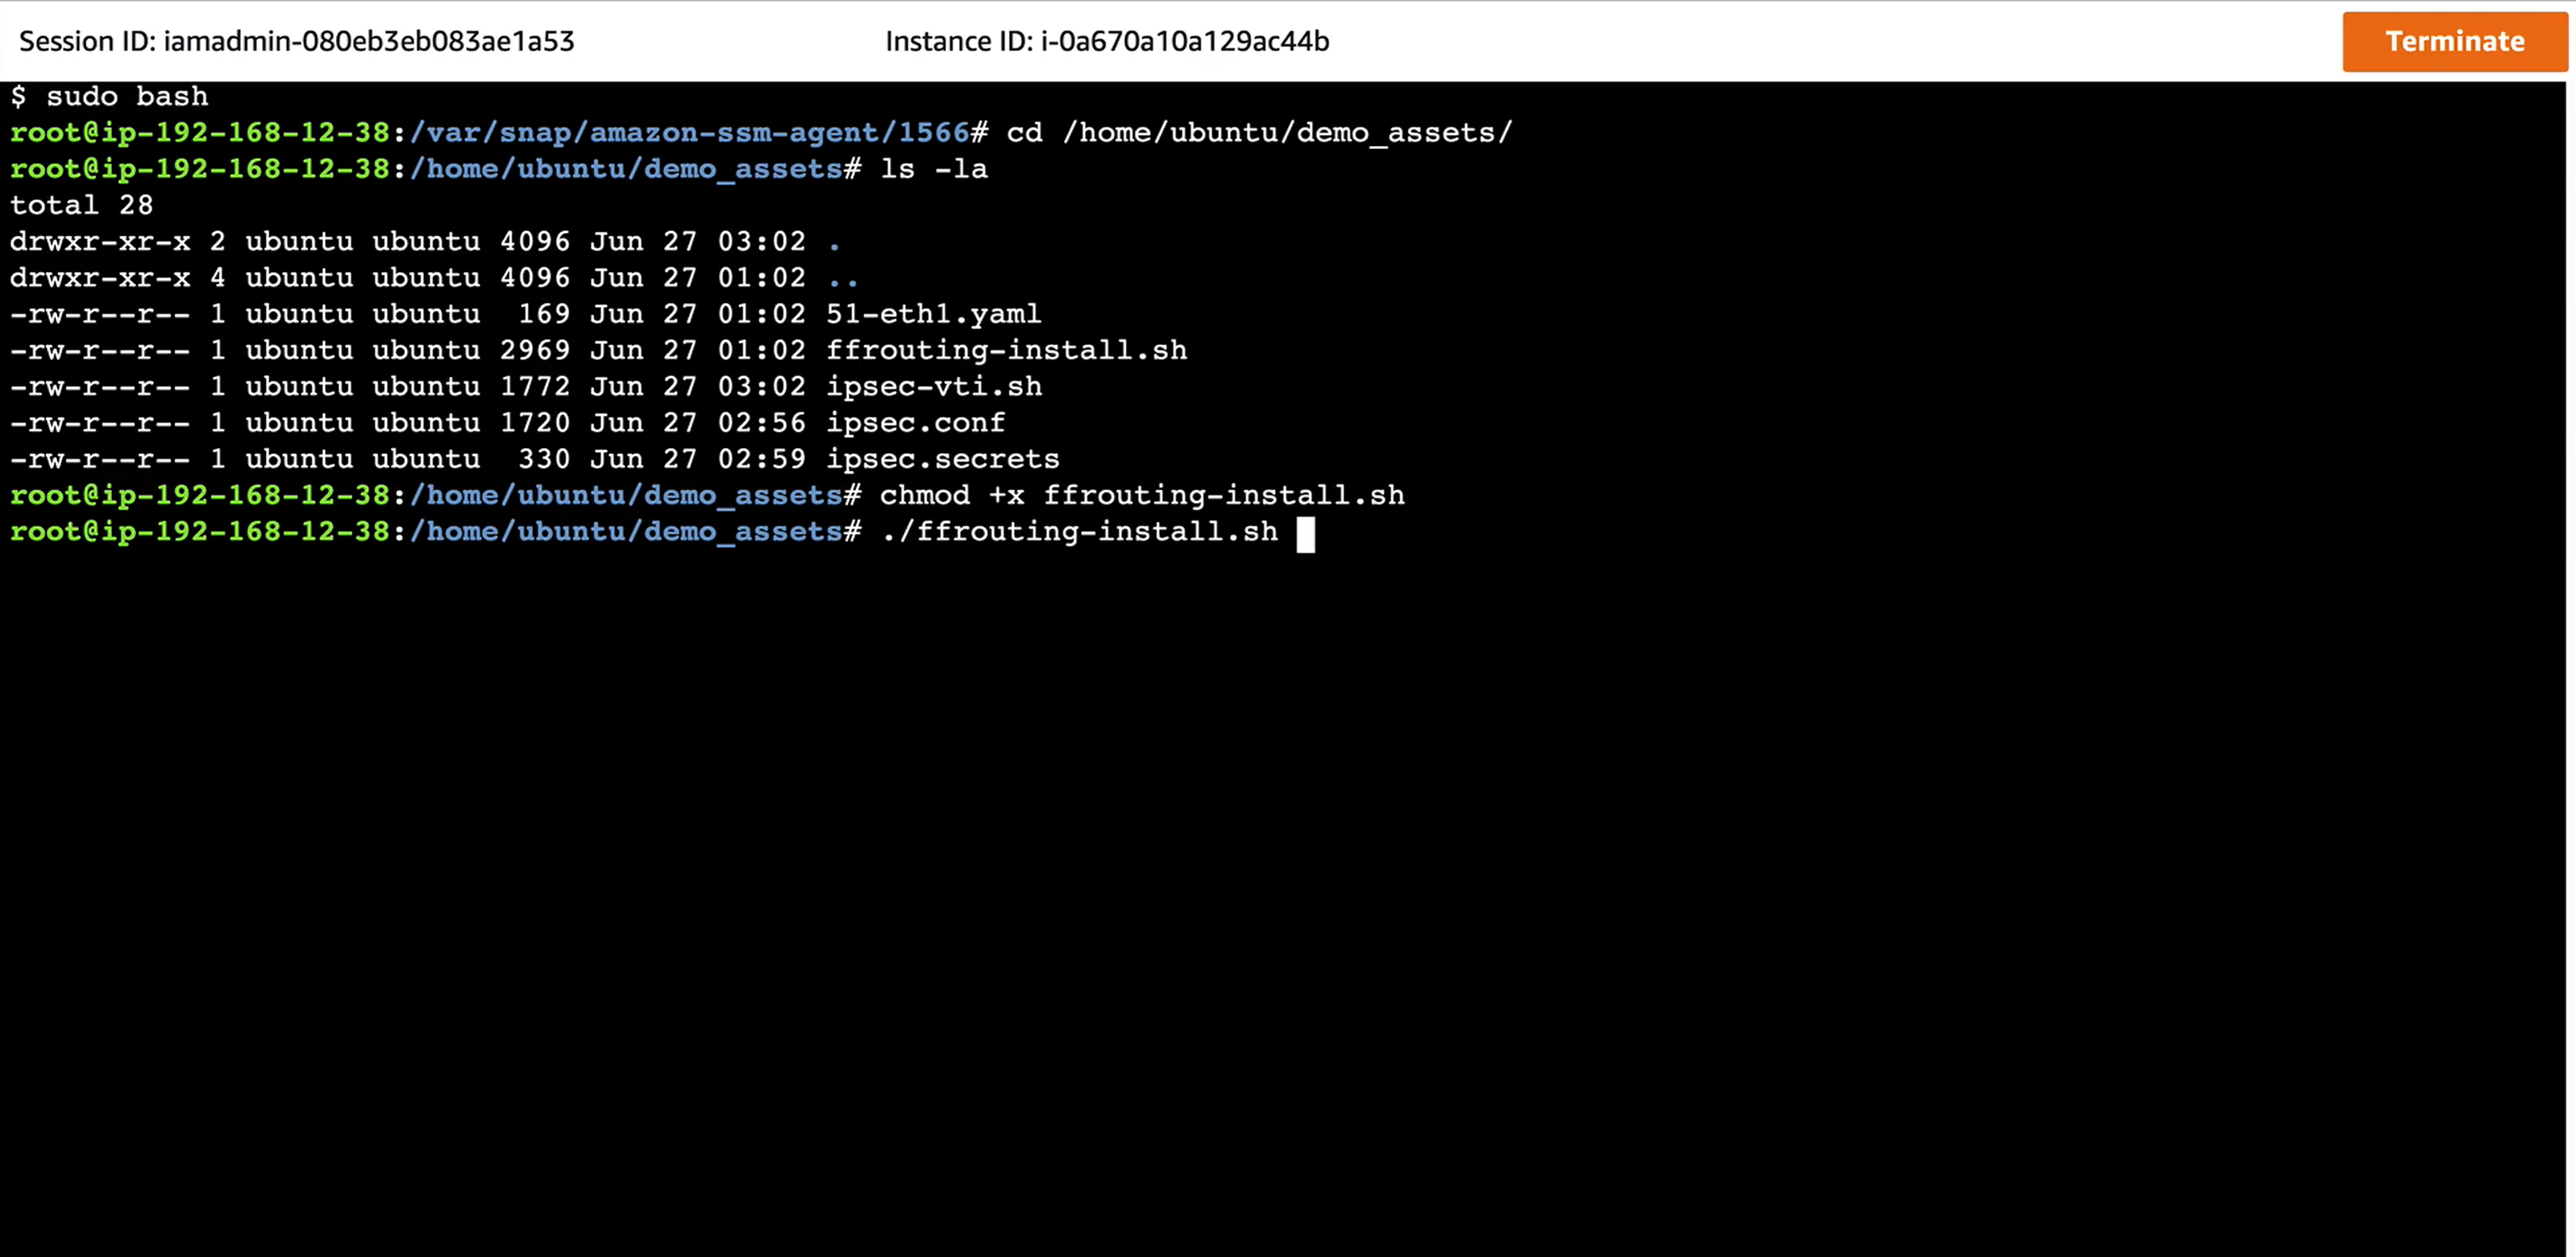 Session ID: iamadmin-080eb3eb083ae1a53 Instance ID: i-0a670a10a129ac44b Terminate
$ sudo bash
root@ip-192-168-12-38:/var/snap/amazon-ssm-agent/1566# cd /home/ubuntu/demo_assets/
root@ip-192-168-12-38:/home/ubuntu/demo_assets# ls -la
total 28
drwxr-xr-x 2 ubuntu ubuntu 4096 Jun 27 03:02 .
drwxr-xr-x 4 ubuntu ubuntu 4096 Jun 27 01:02 ..
-rw-r--r-- 1 ubuntu ubuntu  169 Jun 27 01:02 51-eth1.yaml
-rw-r--r-- 1 ubuntu ubuntu 2969 Jun 27 01:02 ffrouting-install.sh
-rw-r--r-- 1 ubuntu ubuntu 1772 Jun 27 03:02 ipsec-vti.sh
-rw-r--r-- 1 ubuntu ubuntu 1720 Jun 27 02:56 ipsec.conf
-rw-r--r-- 1 ubuntu ubuntu  330 Jun 27 02:59 ipsec.secrets
root@ip-192-168-12-38:/home/ubuntu/demo_assets# chmod +x ffrouting-install.sh
root@ip-192-168-12-38:/home/ubuntu/demo_assets# ./ffrouting-install.sh